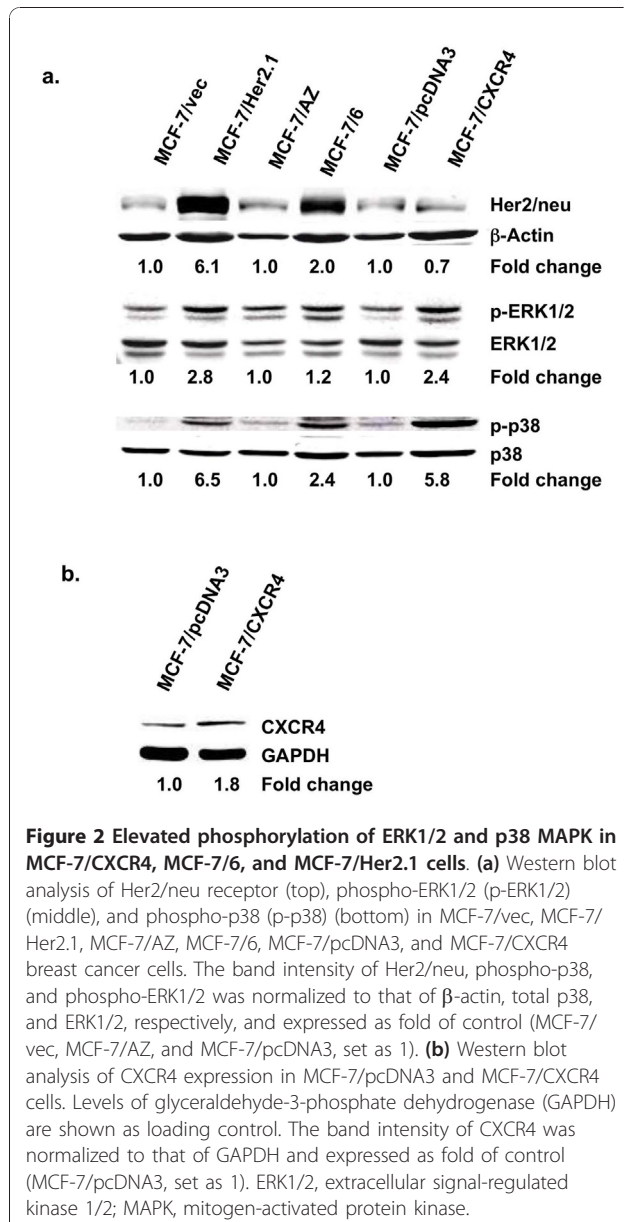 a.
MCF-7/vec MCF-7/Her2.1 MCF-7/AZ MCF-7/6 MCF-7/pcDNA3 MCF-7/CXCR4
Her2/neu
β-Actin
1.0 6.1 1.0 2.0 1.0 0.7 Fold change
p-ERK1/2
ERK1/2
1.0 2.8 1.0 1.2 1.0 2.4 Fold change
p-p38
p38
1.0 6.5 1.0 2.4 1.0 5.8 Fold change
b.
MCF-7/pcDNA3 MCF-7/CXCR4
CXCR4
GAPDH
1.0 1.8 Fold change
Figure 2 Elevated phosphorylation of ERK1/2 and p38 MAPK in
MCF-7/CXCR4, MCF-7/6, and MCF-7/Her2.1 cells. (a) Western blot
analysis of Her2/neu receptor (top), phospho-ERK1/2 (p-ERK1/2)
(middle), and phospho-p38 (p-p38) (bottom) in MCF-7/vec, MCF-7/
Her2.1, MCF-7/AZ, MCF-7/6, MCF-7/pcDNA3, and MCF-7/CXCR4
breast cancer cells. The band intensity of Her2/neu, phospho-p38,
and phospho-ERK1/2 was normalized to that of β-actin, total p38,
and ERK1/2, respectively, and expressed as fold of control (MCF-7/
vec, MCF-7/AZ, and MCF-7/pcDNA3, set as 1). (b) Western blot
analysis of CXCR4 expression in MCF-7/pcDNA3 and MCF-7/CXCR4
cells. Levels of glyceraldehyde-3-phosphate dehydrogenase (GAPDH)
are shown as loading control. The band intensity of CXCR4 was
normalized to that of GAPDH and expressed as fold of control
(MCF-7/pcDNA3, set as 1). ERK1/2, extracellular signal-regulated
kinase 1/2; MAPK, mitogen-activated protein kinase.